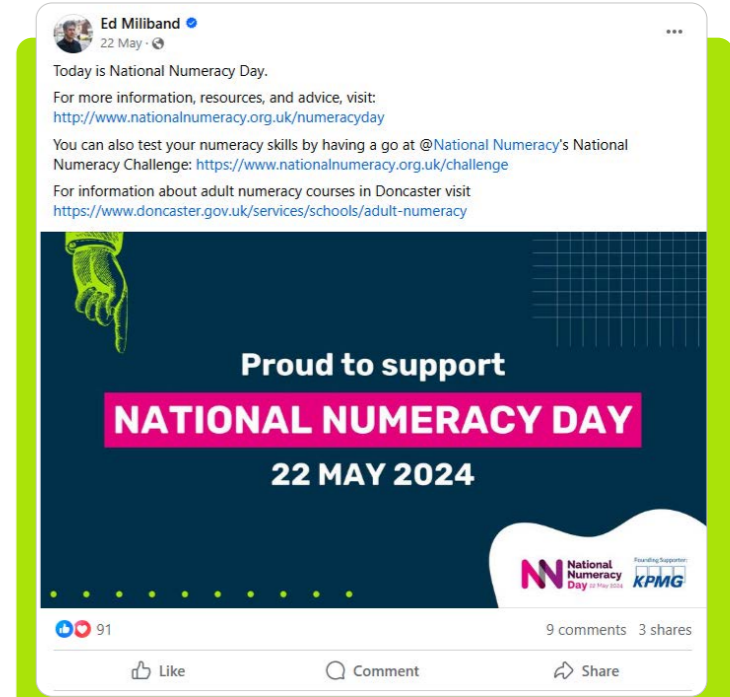 Ed Miliband
22 May ·
Today is National Numeracy Day.
For more information, resources, and advice, visit:
http://www.nationalnumeracy.org.uk/numeracyday
You can also test your numeracy skills by having a go at @National Numeracy's National
Numeracy Challenge: https://www.nationalnumeracy.org.uk/challenge
For information about adult numeracy courses in Doncaster visit
https://www.doncaster.gov.uk/services/schools/adult-numeracy
Proud to support
NATIONAL NUMERACY DAY
22 MAY 2024
NN
National
Numeracy
Day 22 May 2024
Founding Supporter:
KPMG
91
9 comments 3 shares
Like
Comment
Share